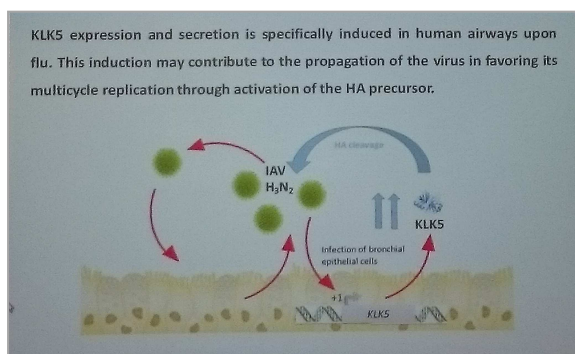 KLK5 expression and secretion is specifically induced in human airways upon
flu. This induction may contribute to the propagation of the virus in favoring its
multicycle replication through activation of the HA precursor.
HA cleavage
IAV
H₃N₂
KLK5
Infection of bronchial
epithelial cells
+1
KLK5